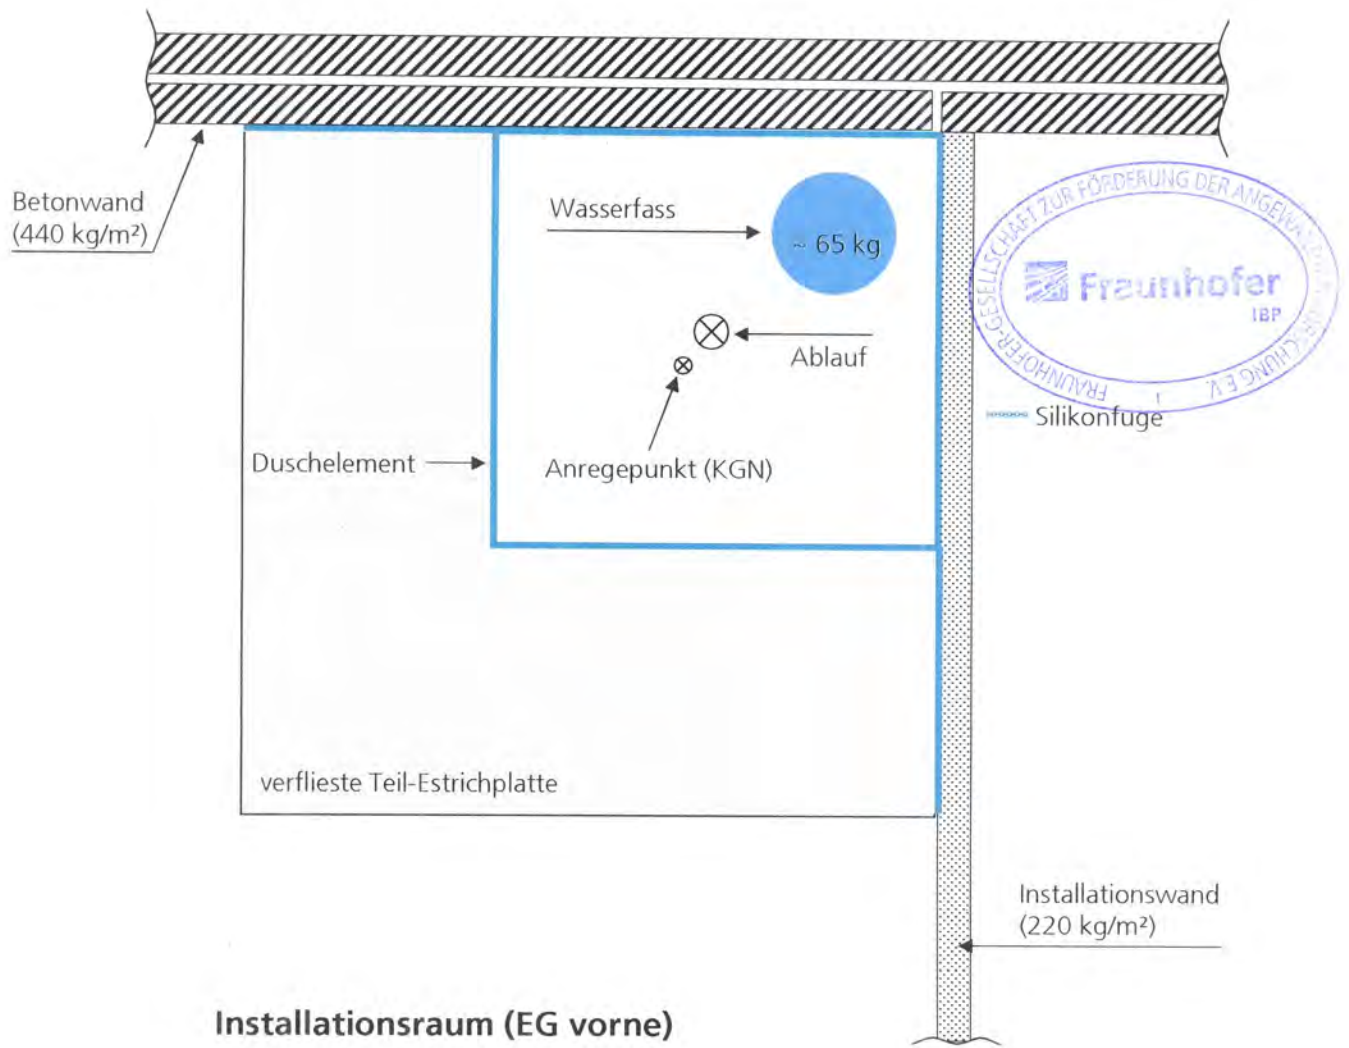 Betonwand
(440 kg/m²)
Wasserfass
~ 65 kg
Ablauf
Duschelement
Anregepunkt (KGN)
FRAUNHOFER-GESELLSCHAFT ZUR FÖRDERUNG DER ANGEWANDTEN FORSCHUNG E.V.
Fraunhofer
IBP
1
Silikonfuge
verflieste Teil-Estrichplatte
Installationswand
(220 kg/m²)
Installationsraum (EG vorne)